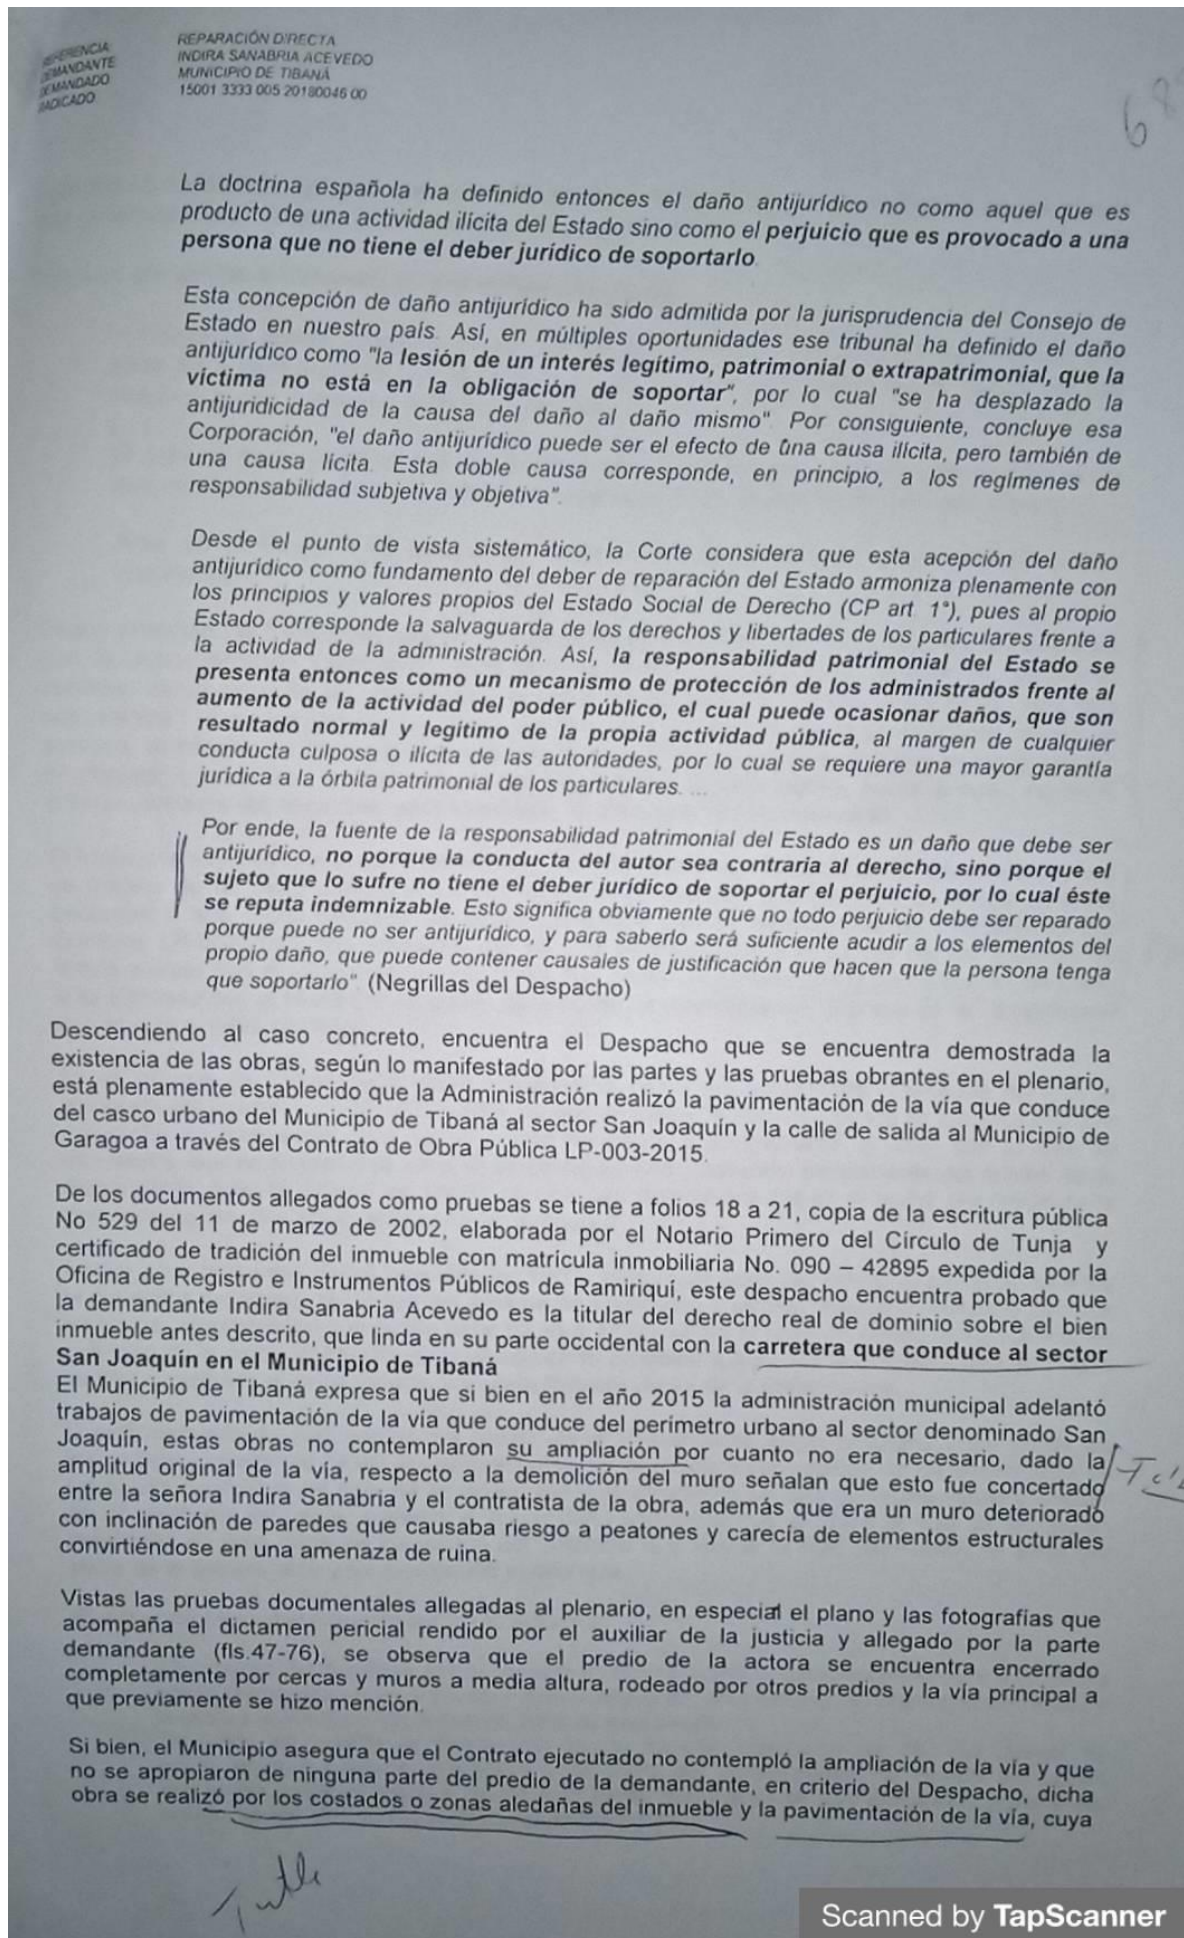 REFERENCIA REPARACIÓN DIRECTA
DEMANDANTE INDIRA SANABRIA ACEVEDO
DEMANDADO MUNICIPIO DE TIBANÁ
RADICADO 15001 3333 005 20180046 00
La doctrina española ha definido entonces el daño antijurídico no como aquel que es
producto de una actividad ilícita del Estado sino como el perjuicio que es provocado a una
persona que no tiene el deber jurídico de soportarlo.
Esta concepción de daño antijurídico ha sido admitida por la jurisprudencia del Consejo de
Estado en nuestro país. Así, en múltiples oportunidades ese tribunal ha definido el daño
antijurídico como "la lesión de un interés legítimo, patrimonial o extrapatrimonial, que la
víctima no está en la obligación de soportar", por lo cual "se ha desplazado la
antijuridicidad de la causa del daño al daño mismo". Por consiguiente, concluye esa
Corporación, "el daño antijurídico puede ser el efecto de una causa ilícita, pero también de
una causa lícita. Esta doble causa corresponde, en principio, a los regímenes de
responsabilidad subjetiva y objetiva".
Desde el punto de vista sistemático, la Corte considera que esta acepción del daño
antijurídico como fundamento del deber de reparación del Estado armoniza plenamente con
los principios y valores propios del Estado Social de Derecho (CP art. 1°), pues al propio
Estado corresponde la salvaguarda de los derechos y libertades de los particulares frente a
la actividad de la administración. Así, la responsabilidad patrimonial del Estado se
presenta entonces como un mecanismo de protección de los administrados frente al
aumento de la actividad del poder público, el cual puede ocasionar daños, que son
resultado normal y legítimo de la propia actividad pública, al margen de cualquier
conducta culposa o ilícita de las autoridades, por lo cual se requiere una mayor garantía
jurídica a la órbita patrimonial de los particulares. ...
Por ende, la fuente de la responsabilidad patrimonial del Estado es un daño que debe ser
antijurídico, no porque la conducta del autor sea contraria al derecho, sino porque el
sujeto que lo sufre no tiene el deber jurídico de soportar el perjuicio, por lo cual éste
se reputa indemnizable. Esto significa obviamente que no todo perjuicio debe ser reparado
porque puede no ser antijurídico, y para saberlo será suficiente acudir a los elementos del
propio daño, que puede contener causales de justificación que hacen que la persona tenga
que soportarlo" (Negrillas del Despacho)
Descendiendo al caso concreto, encuentra el Despacho que se encuentra demostrada la
existencia de las obras, según lo manifestado por las partes y las pruebas obrantes en el plenario,
está plenamente establecido que la Administración realizó la pavimentación de la vía que conduce
del casco urbano del Municipio de Tibaná al sector San Joaquín y la calle de salida al Municipio de
Garagoa a través del Contrato de Obra Pública LP-003-2015.
De los documentos allegados como pruebas se tiene a folios 18 a 21, copia de la escritura pública
No 529 del 11 de marzo de 2002, elaborada por el Notario Primero del Círculo de Tunja y
certificado de tradición del inmueble con matrícula inmobiliaria No. 090 – 42895 expedida por la
Oficina de Registro e Instrumentos Públicos de Ramiriquí, este despacho encuentra probado que
la demandante Indira Sanabria Acevedo es la titular del derecho real de dominio sobre el bien
inmueble antes descrito, que linda en su parte occidental con la carretera que conduce al sector
San Joaquín en el Municipio de Tibaná
El Municipio de Tibaná expresa que si bien en el año 2015 la administración municipal adelantó
trabajos de pavimentación de la vía que conduce del perímetro urbano al sector denominado San
Joaquín, estas obras no contemplaron su ampliación por cuanto no era necesario, dado la
amplitud original de la vía, respecto a la demolición del muro señalan que esto fue concertado
entre la señora Indira Sanabria y el contratista de la obra, además que era un muro deteriorado
con inclinación de paredes que causaba riesgo a peatones y carecía de elementos estructurales
convirtiéndose en una amenaza de ruina.
Vistas las pruebas documentales allegadas al plenario, en especial el plano y las fotografías que
acompaña el dictamen pericial rendido por el auxiliar de la justicia y allegado por la parte
demandante (fls.47-76), se observa que el predio de la actora se encuentra encerrado
completamente por cercas y muros a media altura, rodeado por otros predios y la vía principal a
que previamente se hizo mención.
Si bien, el Municipio asegura que el Contrato ejecutado no contempló la ampliación de la vía y que
no se apropiaron de ninguna parte del predio de la demandante, en criterio del Despacho, dicha
obra se realizó por los costados o zonas aledañas del inmueble y la pavimentación de la vía, cuya
Scanned by TapScanner